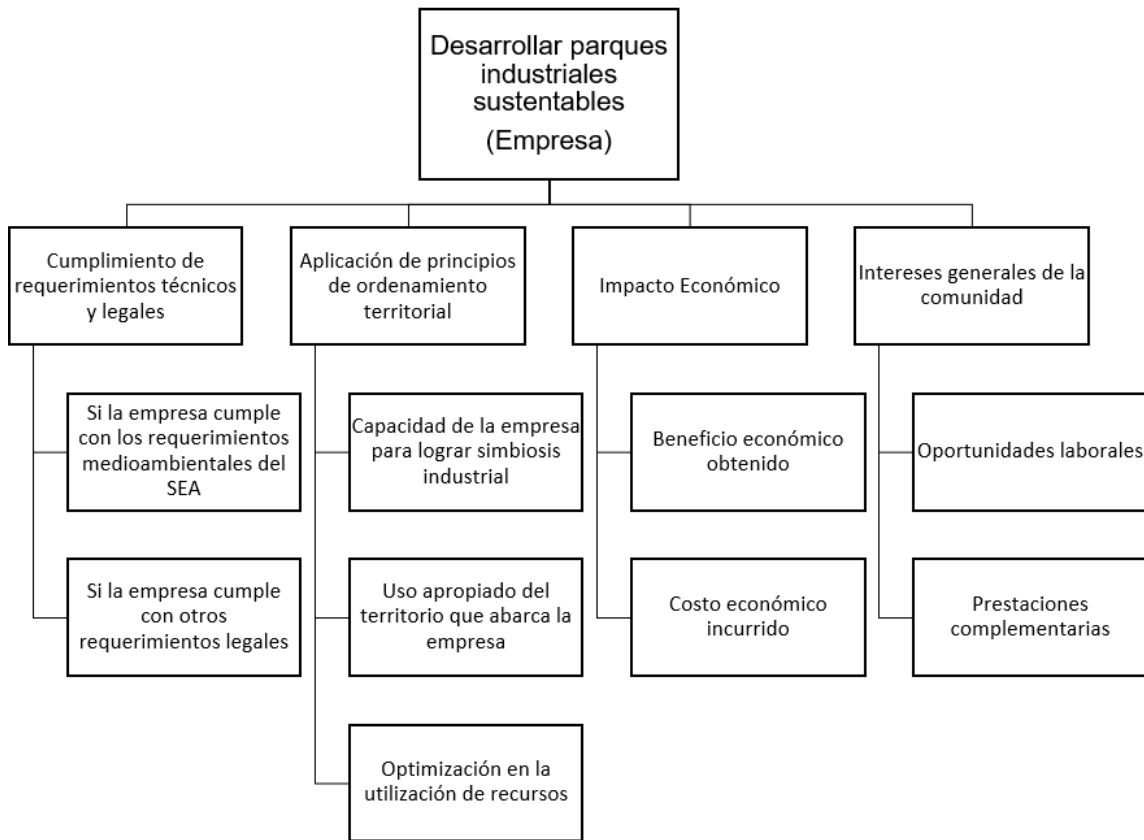 Desarrollar parques
industriales
sustentables
(Empresa)
Cumplimiento de
requerimientos técnicos
y legales
Aplicación de principios
de ordenamiento
territorial
Impacto Económico
Intereses generales de la
comunidad
Si la empresa cumple
con los requerimientos
medioambientales del
SEA
Capacidad de la empresa
para lograr simbiosis
industrial
Beneficio económico
obtenido
Oportunidades laborales
Si la empresa cumple
con otros
requerimientos legales
Uso apropiado del
territorio que abarca la
empresa
Costo económico
incurrido
Prestaciones
complementarias
Optimización en la
utilización de recursos